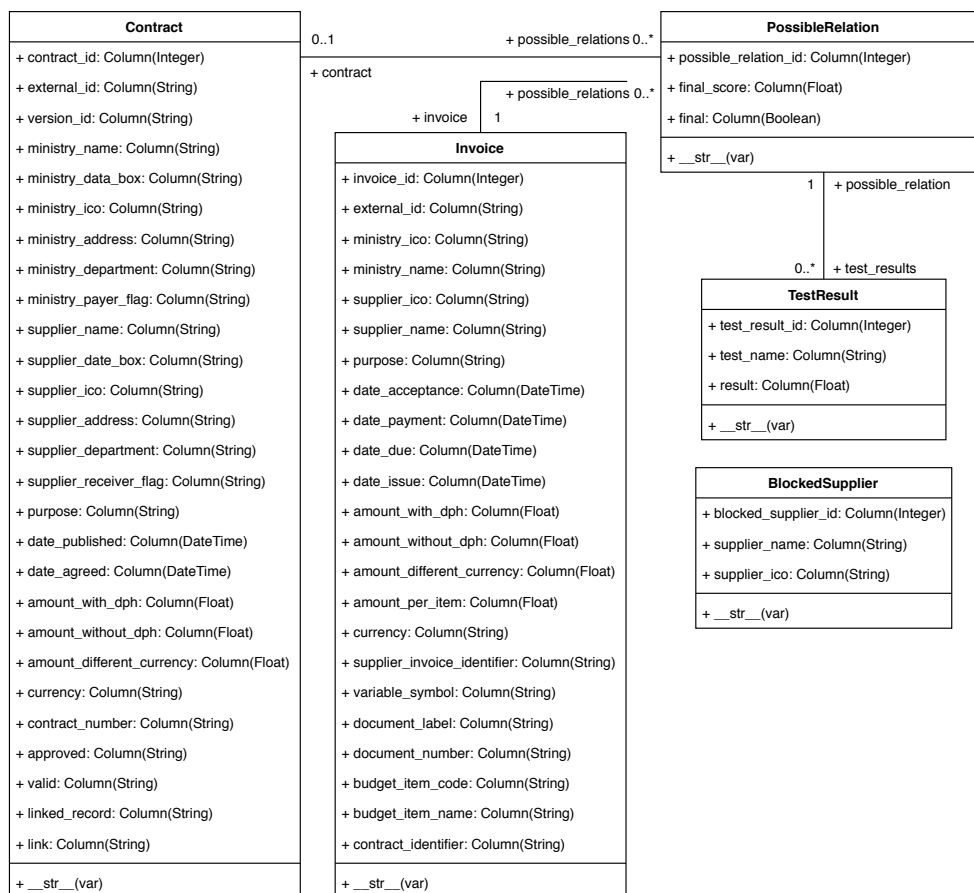 Contract
+ contract_id: Column(Integer)
+ external_id: Column(String)
+ version_id: Column(String)
+ ministry_name: Column(String)
+ ministry_data_box: Column(String)
+ ministry_ico: Column(String)
+ ministry_address: Column(String)
+ ministry_department: Column(String)
+ ministry_payer_flag: Column(String)
+ supplier_name: Column(String)
+ supplier_date_box: Column(String)
+ supplier_ico: Column(String)
+ supplier_address: Column(String)
+ supplier_department: Column(String)
+ supplier_receiver_flag: Column(String)
+ purpose: Column(String)
+ date_published: Column(DateTime)
+ date_agreed: Column(DateTime)
+ amount_with_dph: Column(Float)
+ amount_without_dph: Column(Float)
+ amount_different_currency: Column(Float)
+ currency: Column(String)
+ contract_number: Column(String)
+ approved: Column(String)
+ valid: Column(String)
+ linked_record: Column(String)
+ link: Column(String)
+ __str__(var)
0..1 + possible_relations 0..*
+ contract
+ possible_relations 0..*
+ invoice 1
Invoice
+ invoice_id: Column(Integer)
+ external_id: Column(String)
+ ministry_ico: Column(String)
+ ministry_name: Column(String)
+ supplier_ico: Column(String)
+ supplier_name: Column(String)
+ purpose: Column(String)
+ date_acceptance: Column(DateTime)
+ date_payment: Column(DateTime)
+ date_due: Column(DateTime)
+ date_issue: Column(DateTime)
+ amount_with_dph: Column(Float)
+ amount_without_dph: Column(Float)
+ amount_different_currency: Column(Float)
+ amount_per_item: Column(Float)
+ currency: Column(String)
+ supplier_invoice_identifier: Column(String)
+ variable_symbol: Column(String)
+ document_label: Column(String)
+ document_number: Column(String)
+ budget_item_code: Column(String)
+ budget_item_name: Column(String)
+ contract_identifier: Column(String)
+ __str__(var)
PossibleRelation
+ possible_relation_id: Column(Integer)
+ final_score: Column(Float)
+ final: Column(Boolean)
+ __str__(var)
1 + possible_relation
0..* + test_results
TestResult
+ test_result_id: Column(Integer)
+ test_name: Column(String)
+ result: Column(Float)
+ __str__(var)
BlockedSupplier
+ blocked_supplier_id: Column(Integer)
+ supplier_name: Column(String)
+ supplier_ico: Column(String)
+ __str__(var)